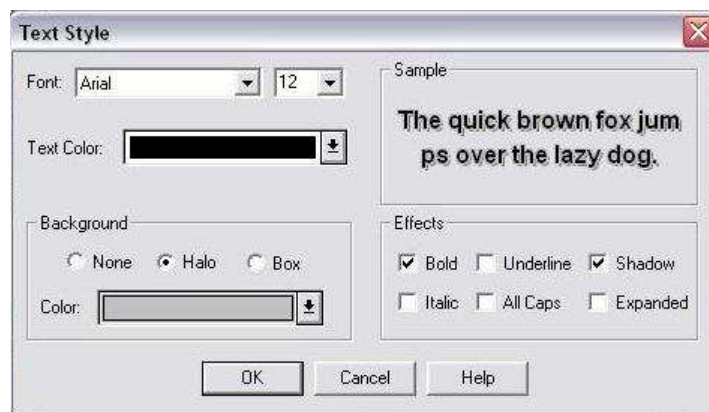 Text Style
Font: Arial 12
Text Color:
Sample
The quick brown fox jum
ps over the lazy dog.
Background
None Halo Box
Color:
Effects
Bold Underline Shadow
Italic All Caps Expanded
OK Cancel Help